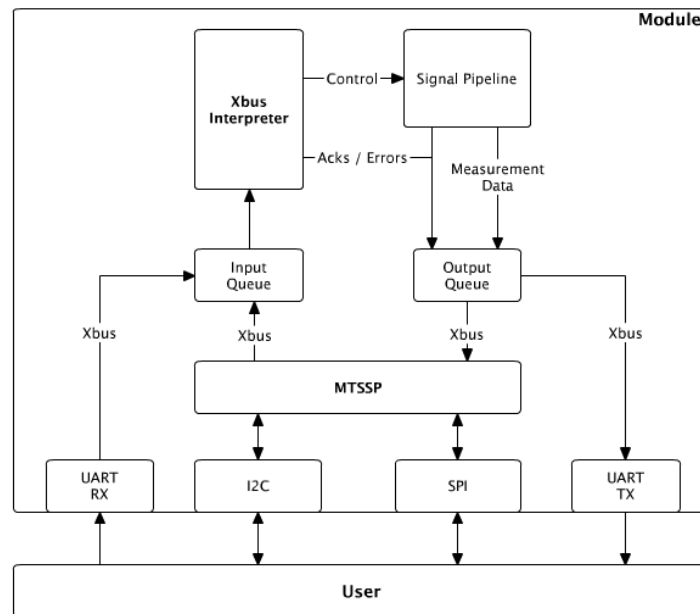 Module
Xbus
Interpreter
Control
Signal Pipeline
Acks / Errors
Measurement
Data
Input
Queue
Output
Queue
Xbus
Xbus
Xbus
Xbus
MTSSP
UART
RX
I2C
SPI
UART
TX
User